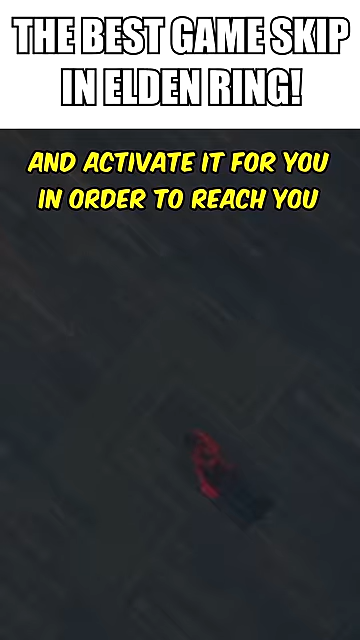 THE BEST GAME SKIP
IN ELDEN RING!
AND ACTIVATE IT FOR YOU
IN ORDER TO REACH YOU